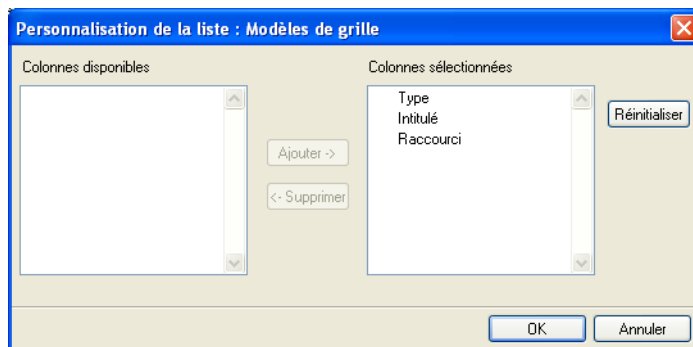 Personnalisation de la liste : Modèles de grille
Colonnes disponibles
Colonnes sélectionnées
Type
Intitulé
Raccourci
Réinitialiser
Ajouter ->
<- Supprimer
OK
Annuler